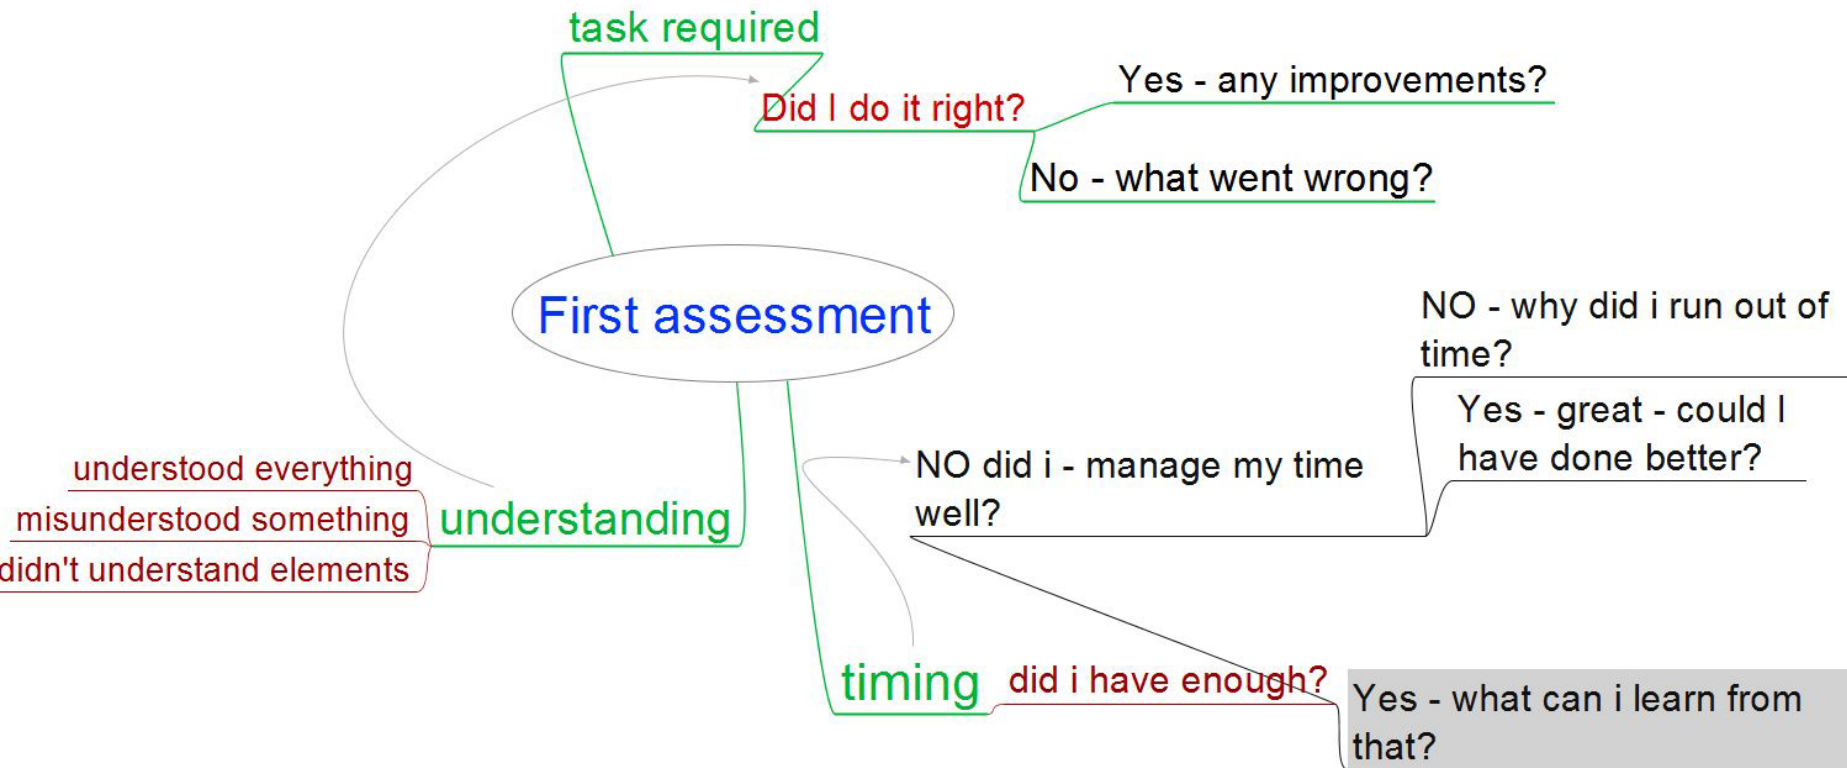 task required
Did I do it right?
Yes - any improvements?
No - what went wrong?
First assessment
NO - why did i run out of
time?
Yes - great - could I
have done better?
NO did i - manage my time
well?
understood everything
misunderstood something
didn't understand elements
understanding
timing
did i have enough?
Yes - what can i learn from
that?